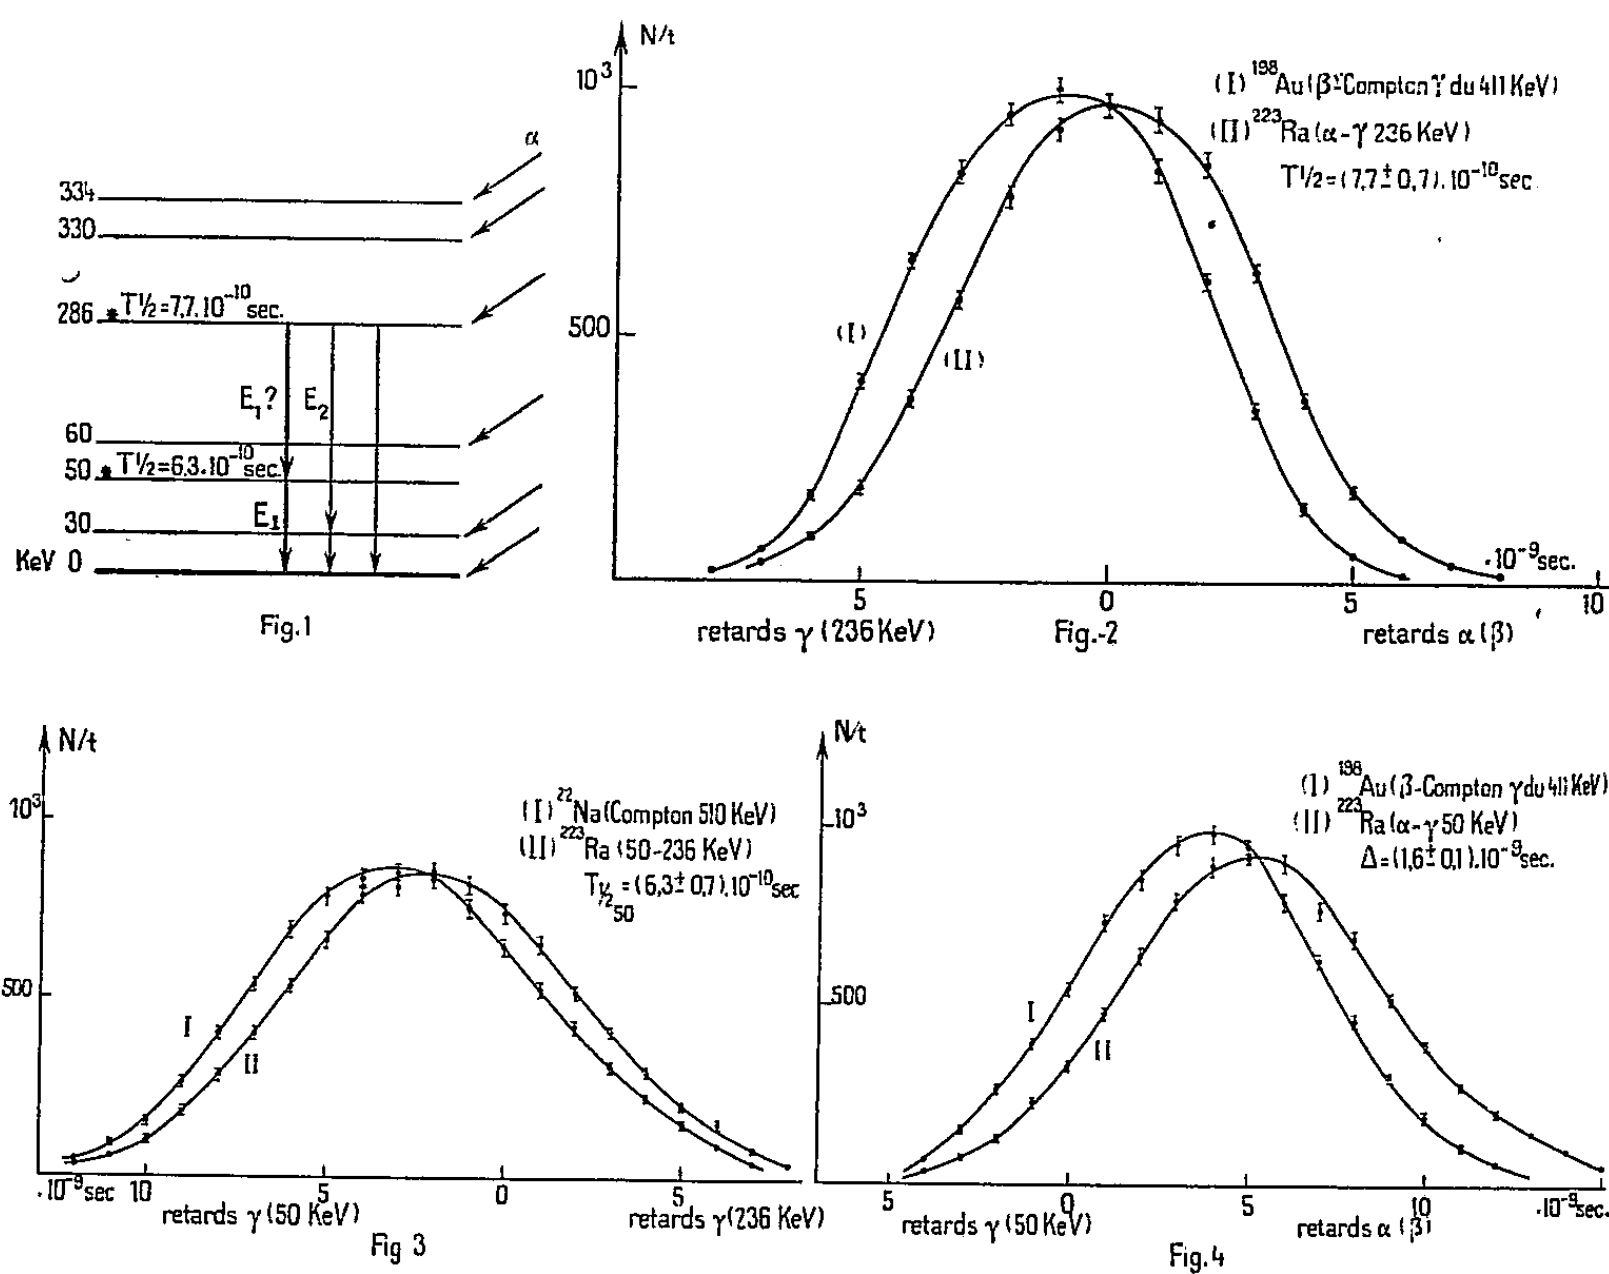 α
334
330
286 * T½=7,7.10⁻¹⁰sec.
E₁? E₂
60
50 * T½=6,3.10⁻¹⁰sec.
E₁
30
KeV 0
Fig.1
N/t
10³
(I) ¹⁹⁸Au(β⁻Compton γ du 411 KeV)
(II) ²²³Ra(α-γ 236 KeV)
T½=(7,7±0,7).10⁻¹⁰sec.
500
(I)
(II)
.10⁻⁹sec.
5 0 5 10
retards γ (236 KeV) Fig.-2 retards α (β)
N/t
10³
(I) ²²Na(Compton 510 KeV)
(II) ²²³Ra (50-236 KeV)
T½₅₀ = (6,3±0,7).10⁻¹⁰sec
500
I
II
.10⁻⁹sec 10 5 0 5
retards γ (50 KeV) retards γ(236 KeV)
Fig 3
N/t
10³
(I) ¹⁹⁸Au(β-Compton γ du 411 KeV)
(II) ²²³Ra(α-γ 50 KeV)
Δ=(1,6±0,1).10⁻⁹sec.
500
I
II
5 0 5 10 .10⁻⁹sec.
retards γ (50 KeV) retards α (β)
Fig.4